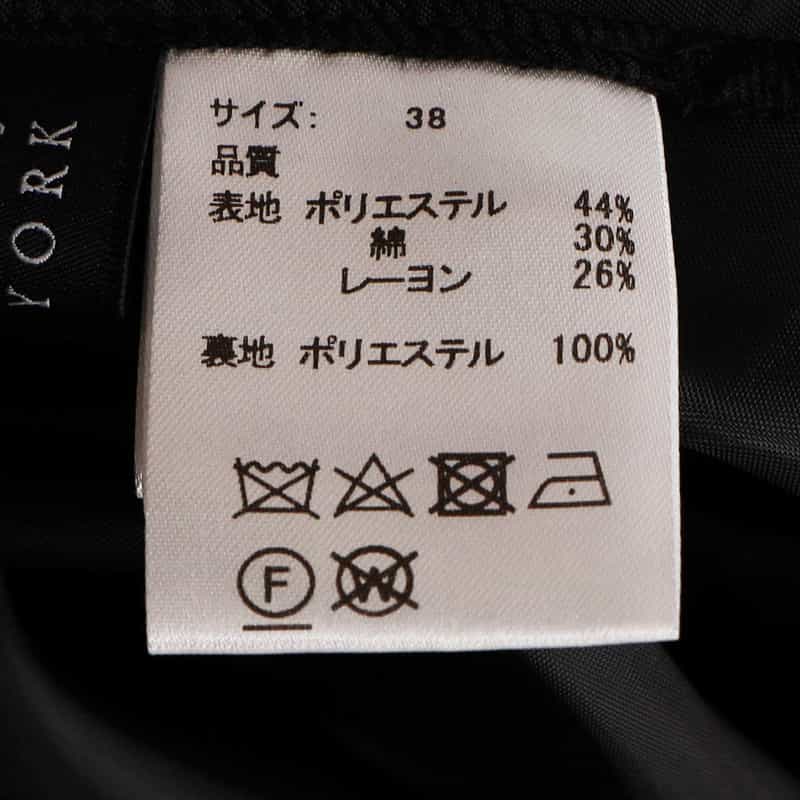 サイズ: 38
品質
表地 ポリエステル 44%
綿 30%
レーヨン 26%
裏地 ポリエステル 100%
F
W
YORK